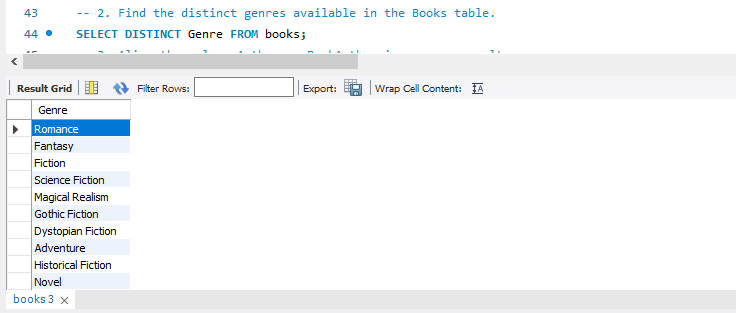 43 -- 2. Find the distinct genres available in the Books table.
44 SELECT DISTINCT Genre FROM books;
Result Grid Filter Rows: Export: Wrap Cell Content:
Genre
Romance
Fantasy
Fiction
Science Fiction
Magical Realism
Gothic Fiction
Dystopian Fiction
Adventure
Historical Fiction
Novel
books 3